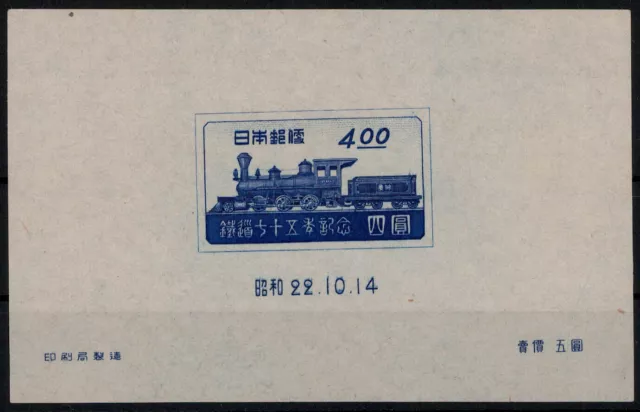 日本郵便 4.00
鐵道七十五年記念 四圓
昭和 22.10.14
印刷局製造 賣價 五圓